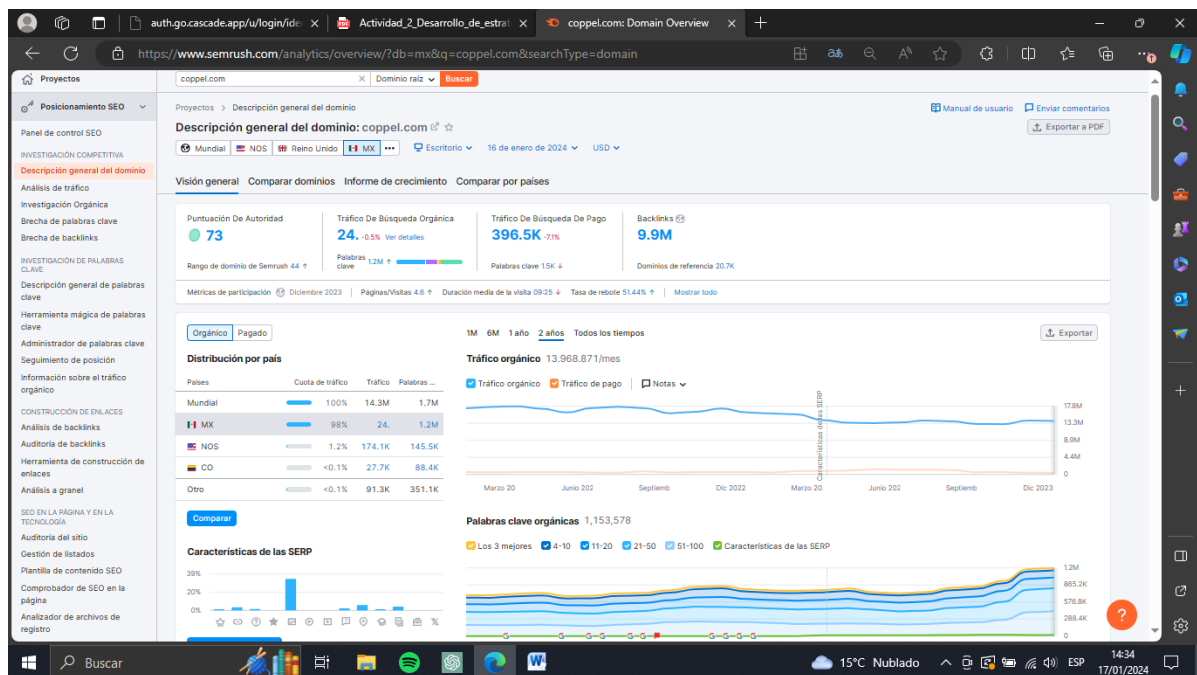 auth.go.cascade.app/u/login/ide
Actividad_2_Desarrollo_de_estrat
coppel.com: Domain Overview
https://www.semrush.com/analytics/overview/?db=mx&q=coppel.com&searchType=domain
Proyectos
coppel.com
Dominio raíz
Buscar
Posicionamiento SEO
Panel de control SEO
INVESTIGACIÓN COMPETITIVA
Descripción general del dominio
Análisis de tráfico
Investigación Orgánica
Brecha de palabras clave
Brecha de backlinks
INVESTIGACIÓN DE PALABRAS
CLAVE
Descripción general de palabras
clave
Herramienta mágica de palabras
clave
Administrador de palabras clave
Seguimiento de posición
Información sobre el tráfico
orgánico
CONSTRUCCIÓN DE ENLACES
Análisis de backlinks
Auditoría de backlinks
Herramienta de construcción de
enlaces
Análisis a granel
SEO EN LA PÁGINA Y EN LA
TECNOLOGÍA
Auditoría del sitio
Gestión de listados
Plantilla de contenido SEO
Comprobador de SEO en la
página
Analizador de archivos de
registro
Proyectos > Descripción general del dominio
Manual de usuario Enviar comentarios
Descripción general del dominio: coppel.com
Exportar a PDF
Mundial NOS Reino Unido MX ••• Escritorio 16 de enero de 2024 USD
Visión general Comparar dominios Informe de crecimiento Comparar por países
Puntuación De Autoridad
73
Rango de dominio de Semrush 44 ↑
Tráfico De Búsqueda Orgánica
24. -0.5% Ver detalles
Palabras
clave 1.2M ↑
Tráfico De Búsqueda De Pago
396.5K -7.1%
Palabras clave 1.5K ↓
Backlinks
9.9M
Dominios de referencia 20.7K
Métricas de participación Diciembre 2023 Páginas/Visitas 4.6 ↑ Duración media de la visita 09:25 ↓ Tasa de rebote 51.44% ↑ Mostrar todo
Orgánico Pagado
Distribución por país
Países Cuota de tráfico Tráfico Palabras ...
Mundial 100% 14.3M 1.7M
MX 98% 24. 1.2M
NOS 1.2% 174.1K 145.5K
CO <0.1% 27.7K 88.4K
Otro <0.1% 91.3K 351.1K
Comparar
Características de las SERP
39%
20%
0%
1M 6M 1 año 2 años Todos los tiempos
Exportar
Tráfico orgánico 13.968.871/mes
Tráfico orgánico Tráfico de pago Notas
17.8M
13.3M
8.9M
4.4M
0
Características de las SERP
Marzo 20 Junio 202 Septiemb Dic 2022 Marzo 20 Junio 202 Septiemb Dic 2023
Palabras clave orgánicas 1,153,578
Los 3 mejores 4-10 11-20 21-50 51-100 Características de las SERP
1.2M
865.2K
576.8K
288.4K
0
?
Buscar
15°C Nublado
ESP
14:34
17/01/2024